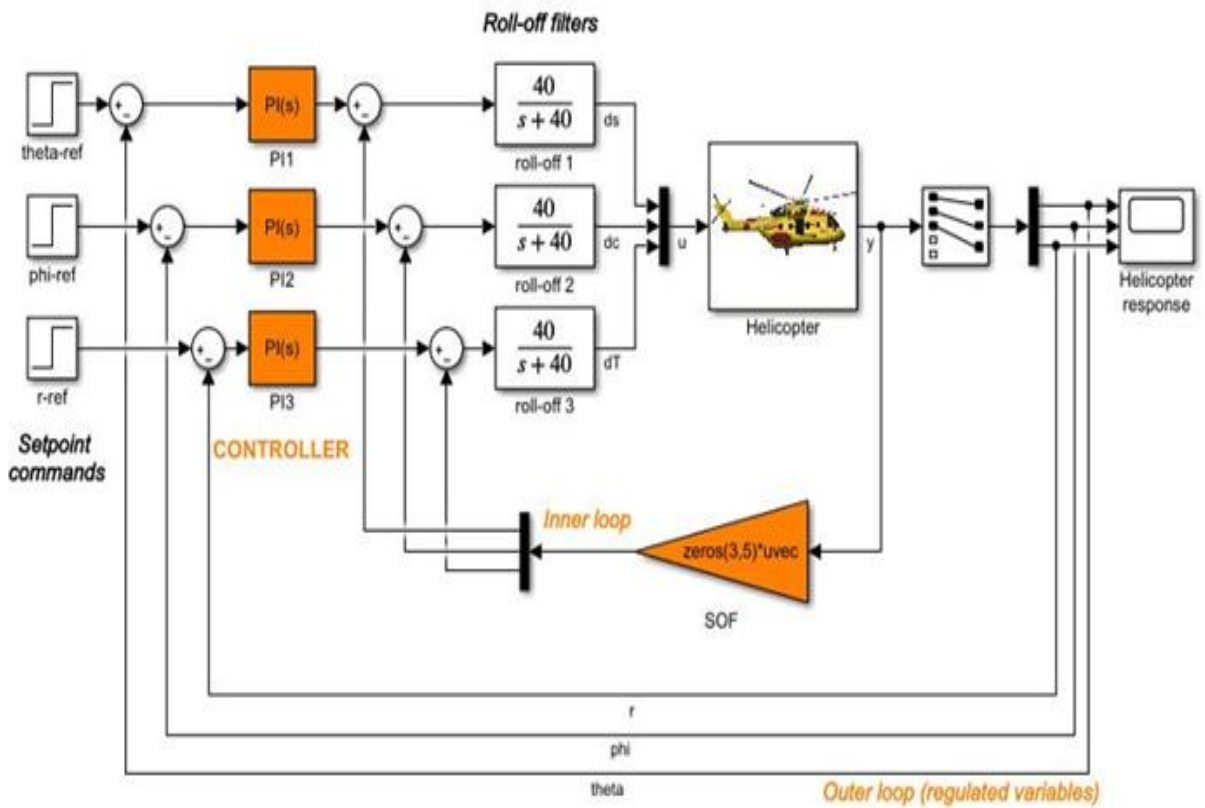 Roll-off filters
theta-ref
+
-
PI(s)
PI1
+
-
40
s + 40
roll-off 1
ds
phi-ref
+
-
PI(s)
PI2
+
-
40
s + 40
roll-off 2
dc
u
Helicopter
y
Helicopter
response
r-ref
+
-
PI(s)
PI3
+
-
40
s + 40
roll-off 3
dT
Setpoint
commands
CONTROLLER
Inner loop
zeros(3,5)*uvec
SOF
r
phi
theta
Outer loop (regulated variables)